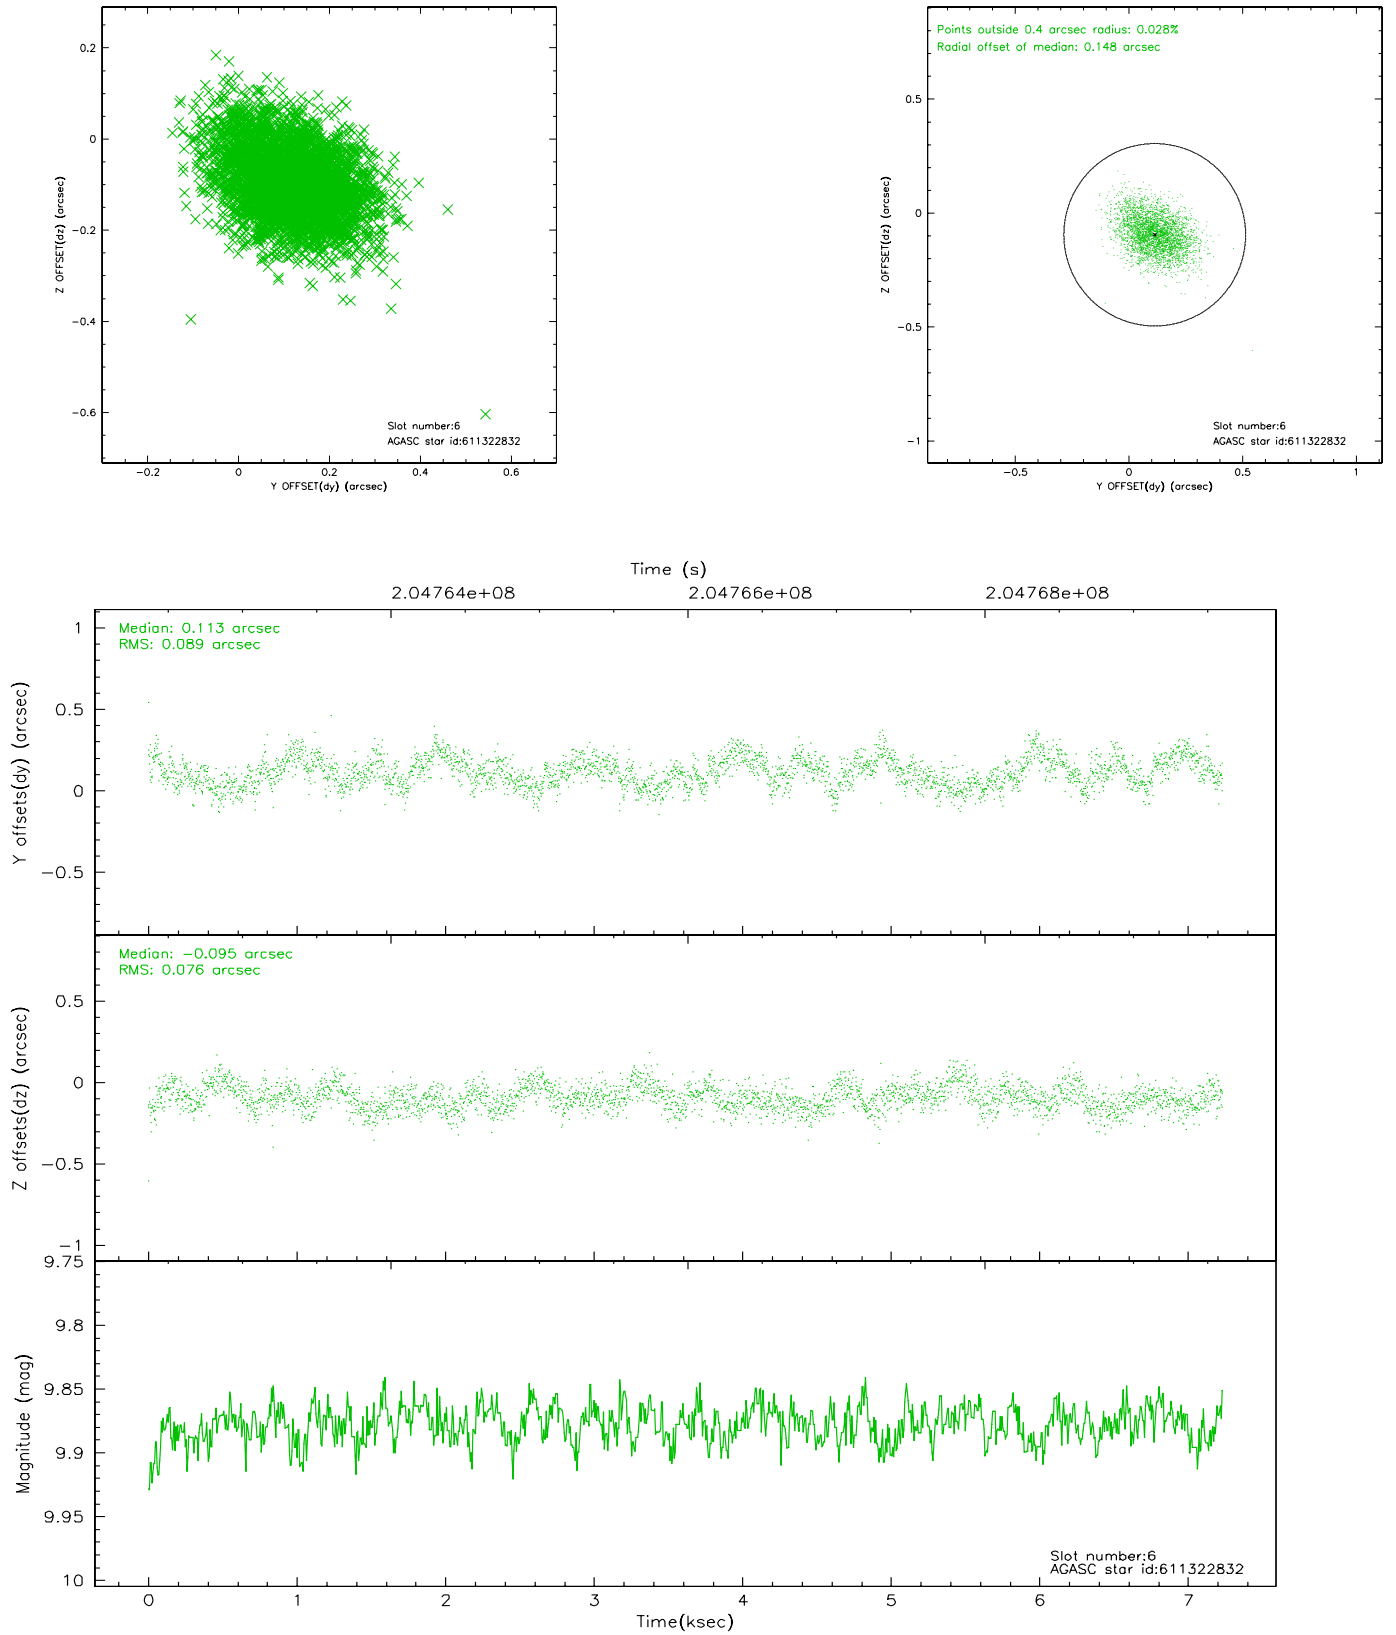 0.2
0
−0.2
−0.4
−0.6
Z OFFSET(dz) (arcsec)
Slot number:6
AGASC star id:611322832
−0.2 0 0.2 0.4 0.6
Y OFFSET(dy) (arcsec)
Points outside 0.4 arcsec radius: 0.028%
Radial offset of median: 0.148 arcsec
0.5
0
−0.5
−1
Z OFFSET(dz) (arcsec)
Slot number:6
AGASC star id:611322832
−0.5 0 0.5 1
Y OFFSET(dy) (arcsec)
Time (s)
2.04764e+08 2.04766e+08 2.04768e+08
Median: 0.113 arcsec
RMS: 0.089 arcsec
1
0.5
0
−0.5
Y offsets(dy) (arcsec)
Median: −0.095 arcsec
RMS: 0.076 arcsec
0.5
0
−0.5
−1
Z offsets(dz) (arcsec)
9.75
9.8
9.85
9.9
9.95
10
Magnitude (mag)
Slot number:6
AGASC star id:611322832
0 1 2 3 4 5 6 7
Time(ksec)